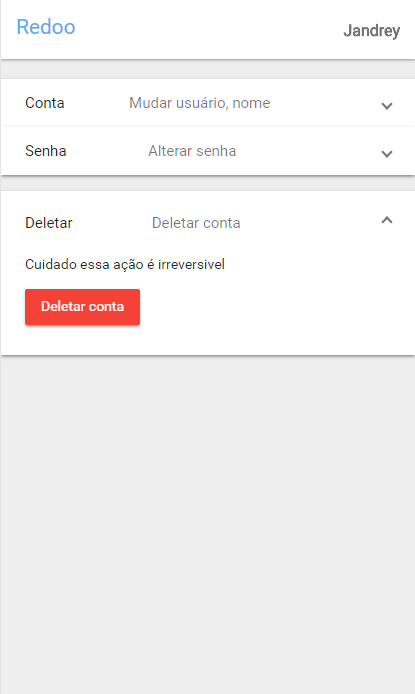 Redoo
Jandrey
Conta Mudar usuário, nome
Senha Alterar senha
Deletar Deletar conta
Cuidado essa ação é irreversivel
Deletar conta